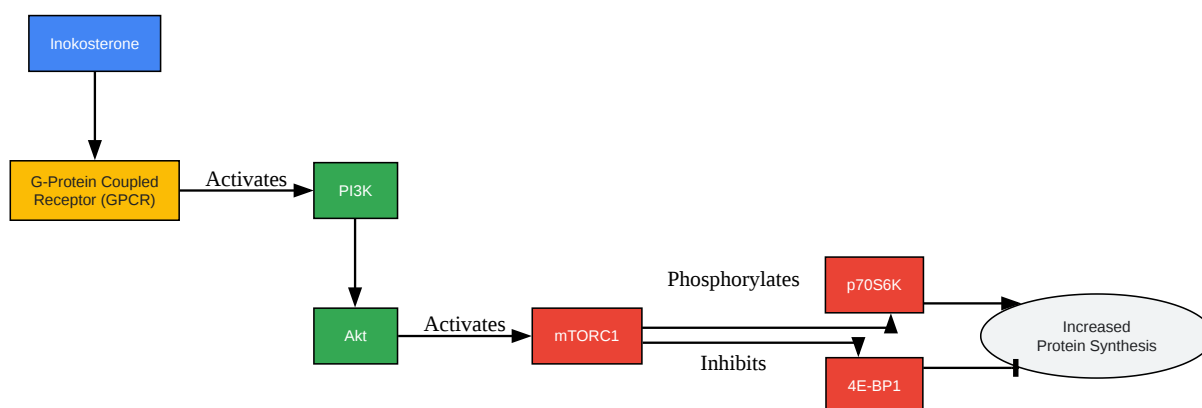 Inokosterone
G-Protein Coupled
Receptor (GPCR)
Activates
PI3K
Akt
Activates
mTORC1
Phosphorylates
p70S6K
Inhibits
4E-BP1
Increased
Protein Synthesis